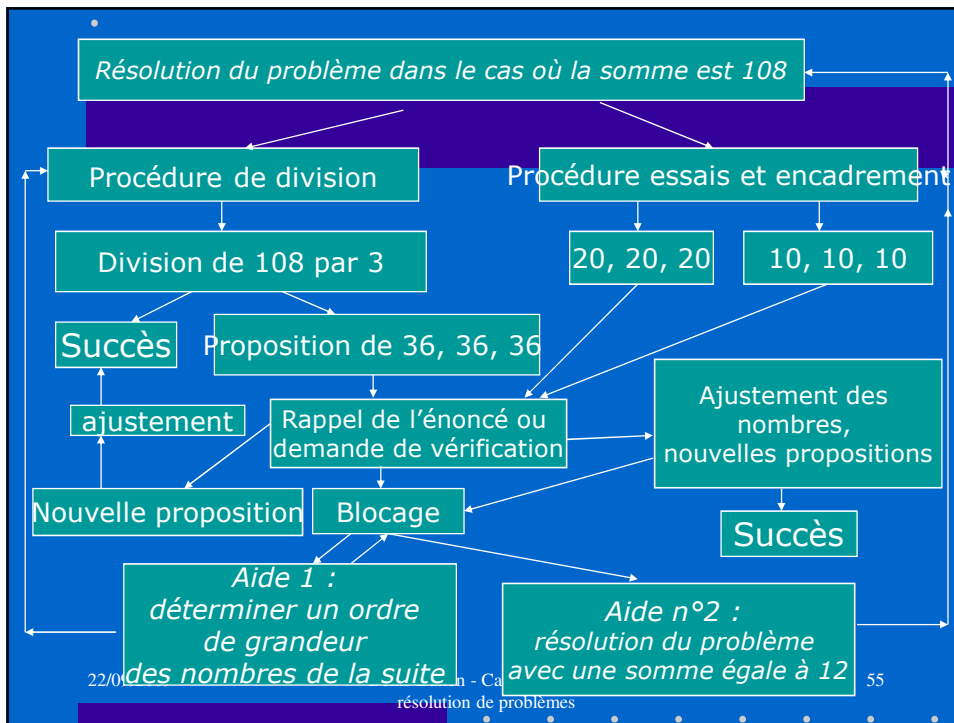 Résolution du problème dans le cas où la somme est 108
Procédure de division
Procédure essais et encadrement
Division de 108 par 3
20, 20, 20
10, 10, 10
Succès
Proposition de 36, 36, 36
ajustement
Rappel de l'énoncé ou
demande de vérification
Ajustement des
nombres,
nouvelles propositions
Nouvelle proposition
Blocage
Succès
Aide 1 :
déterminer un ordre
de grandeur
des nombres de la suite
Aide n°2 :
résolution du problème
avec une somme égale à 12
55
résolution de problèmes